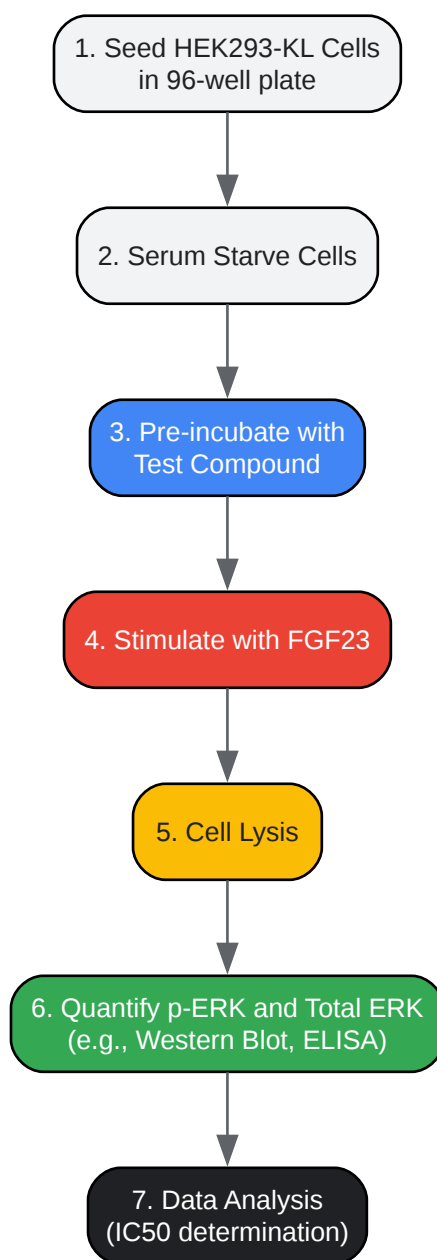 1. Seed HEK293-KL Cells
in 96-well plate
2. Serum Starve Cells
3. Pre-incubate with
Test Compound
4. Stimulate with FGF23
5. Cell Lysis
6. Quantify p-ERK and Total ERK
(e.g., Western Blot, ELISA)
7. Data Analysis
(IC50 determination)